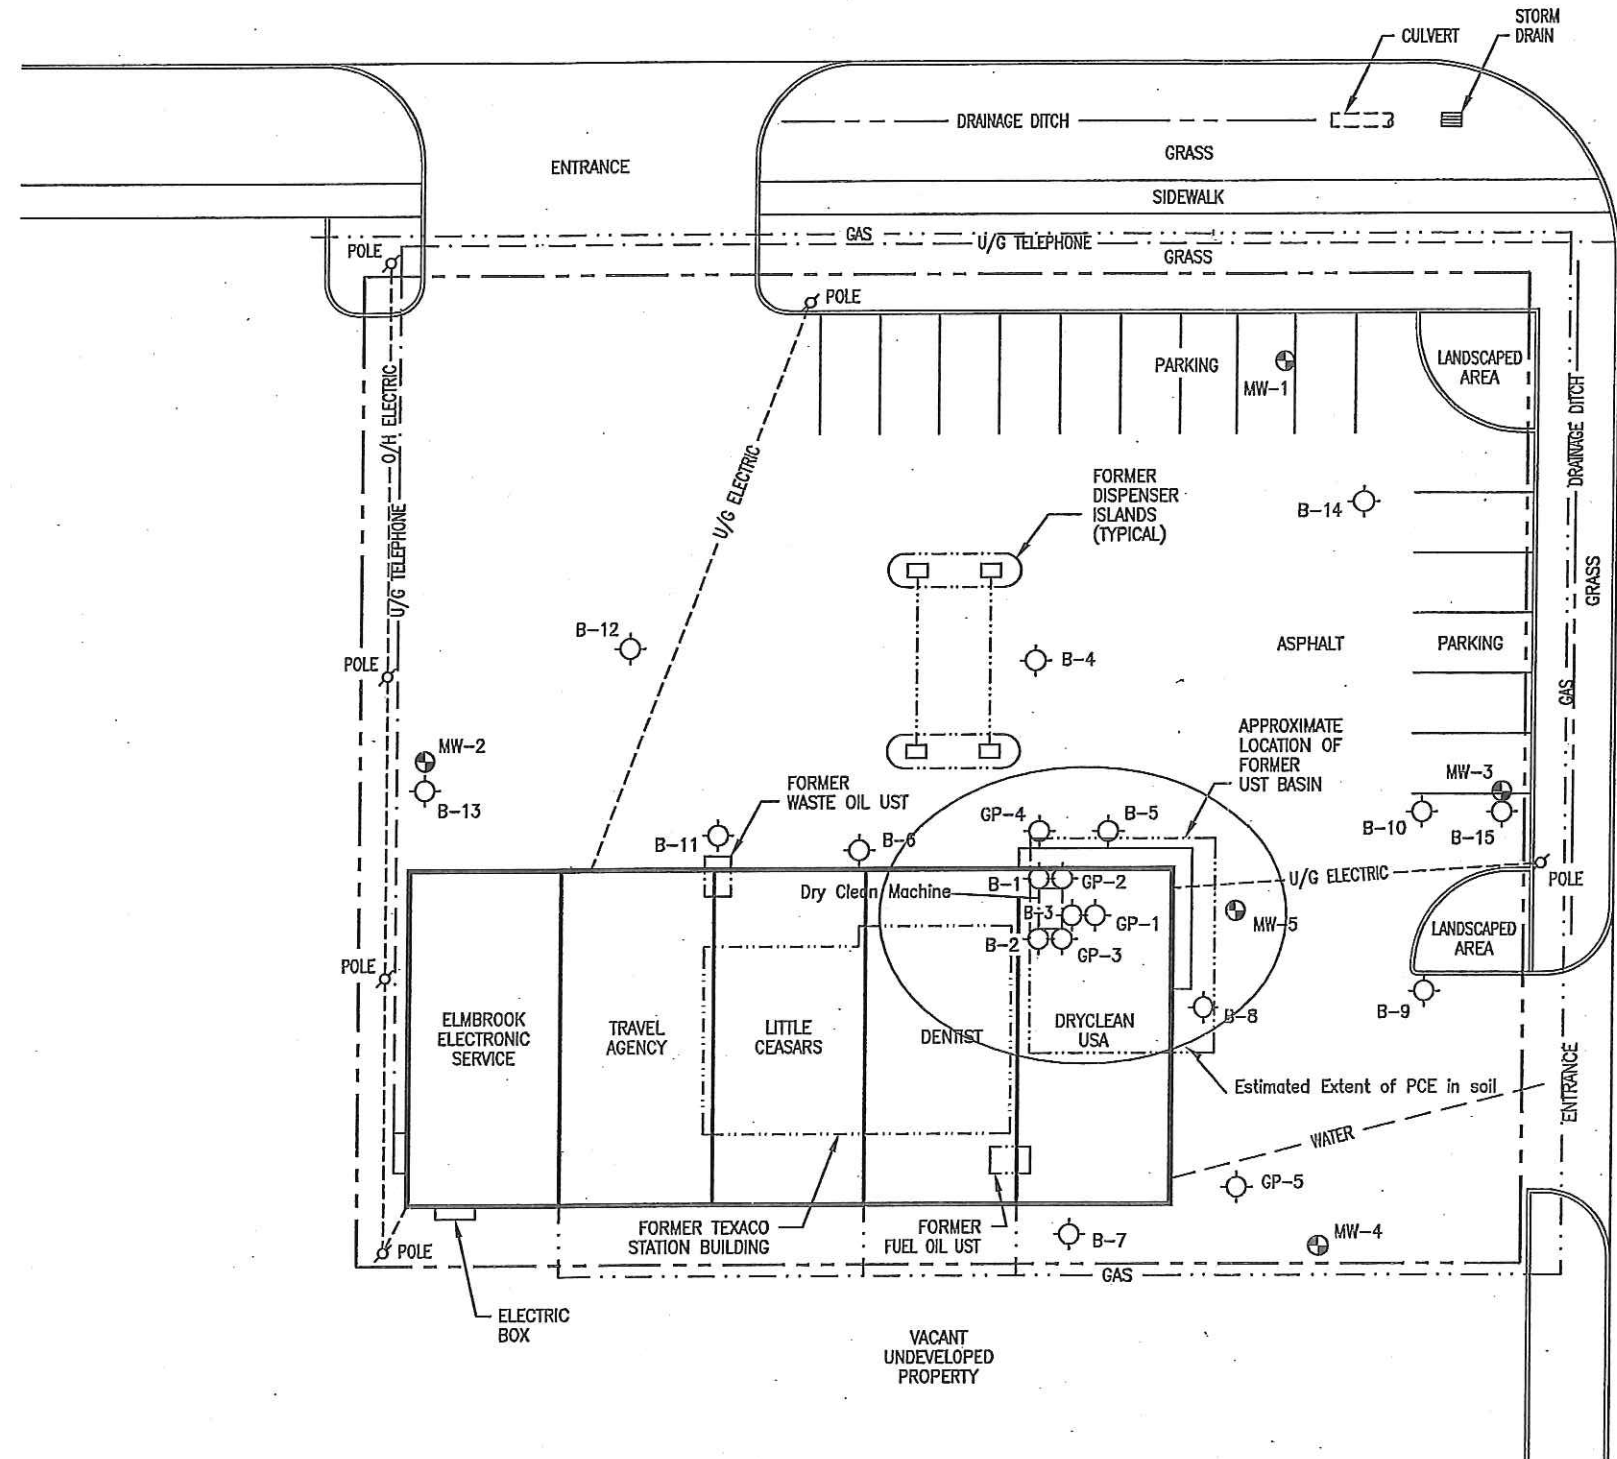 STORM
DRAIN
CULVERT
DRAINAGE DITCH
GRASS
ENTRANCE
SIDEWALK
GAS
U/G TELEPHONE
GRASS
POLE
POLE
PARKING
MW-1
LANDSCAPED
AREA
O/H ELECTRIC
U/G TELEPHONE
U/G ELECTRIC
DRAINAGE DITCH
FORMER
DISPENSER
ISLANDS
(TYPICAL)
B-14
GRASS
B-12
B-4
ASPHALT
PARKING
POLE
GAS
APPROXIMATE
LOCATION OF
FORMER
UST BASIN
MW-2
B-13
FORMER
WASTE OIL UST
MW-3
GP-4
B-5
B-10
B-15
B-11
B-6
U/G ELECTRIC
POLE
B-1
GP-2
Dry Clean Machine
B-3
GP-1
MW-5
B-2
GP-3
LANDSCAPED
AREA
POLE
B-9
B-8
ELMBROOK
ELECTRONIC
SERVICE
TRAVEL
AGENCY
LITTLE
CEASARS
DENTIST
DRYCLEAN
USA
Estimated Extent of PCE in soil
ENTRANCE
WATER
GP-5
FORMER TEXACO
STATION BUILDING
FORMER
FUEL OIL UST
B-7
MW-4
POLE
GAS
ELECTRIC
BOX
VACANT
UNDEVELOPED
PROPERTY